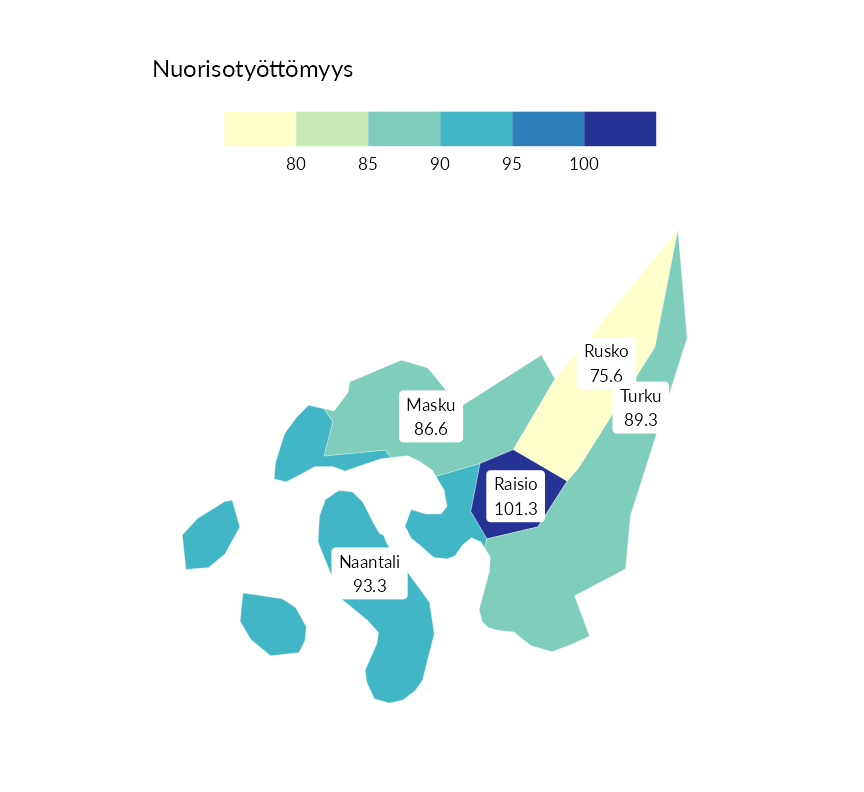 Nuorisotyöttömyys
80 85 90 95 100
Rusko
75.6
Turku
89.3
Masku
86.6
Raisio
101.3
Naantali
93.3